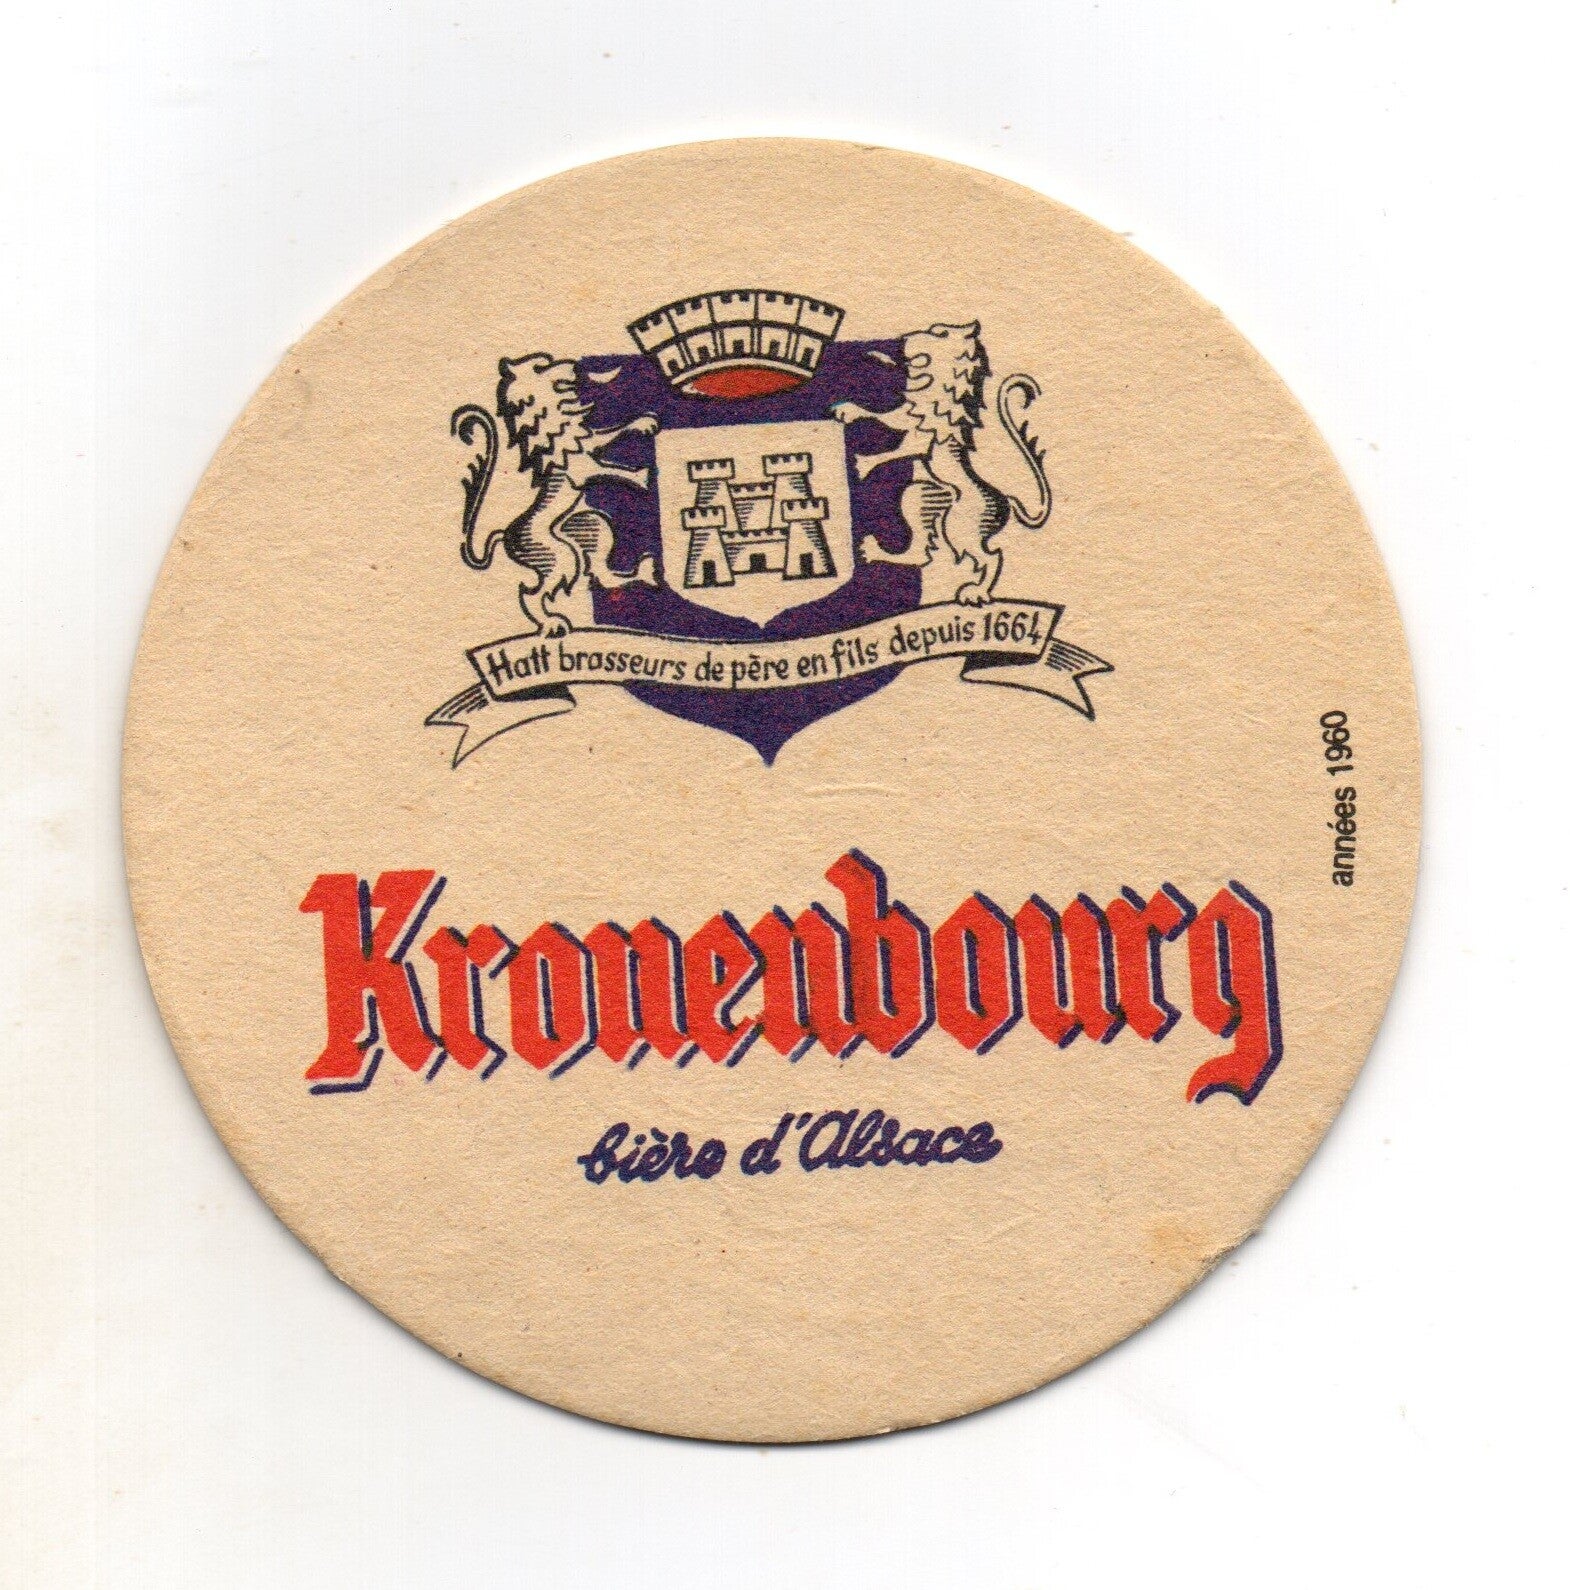 Hatt brasseurs de père en fils depuis 1664
années 1960
Kronenbourg
bière d'Alsace